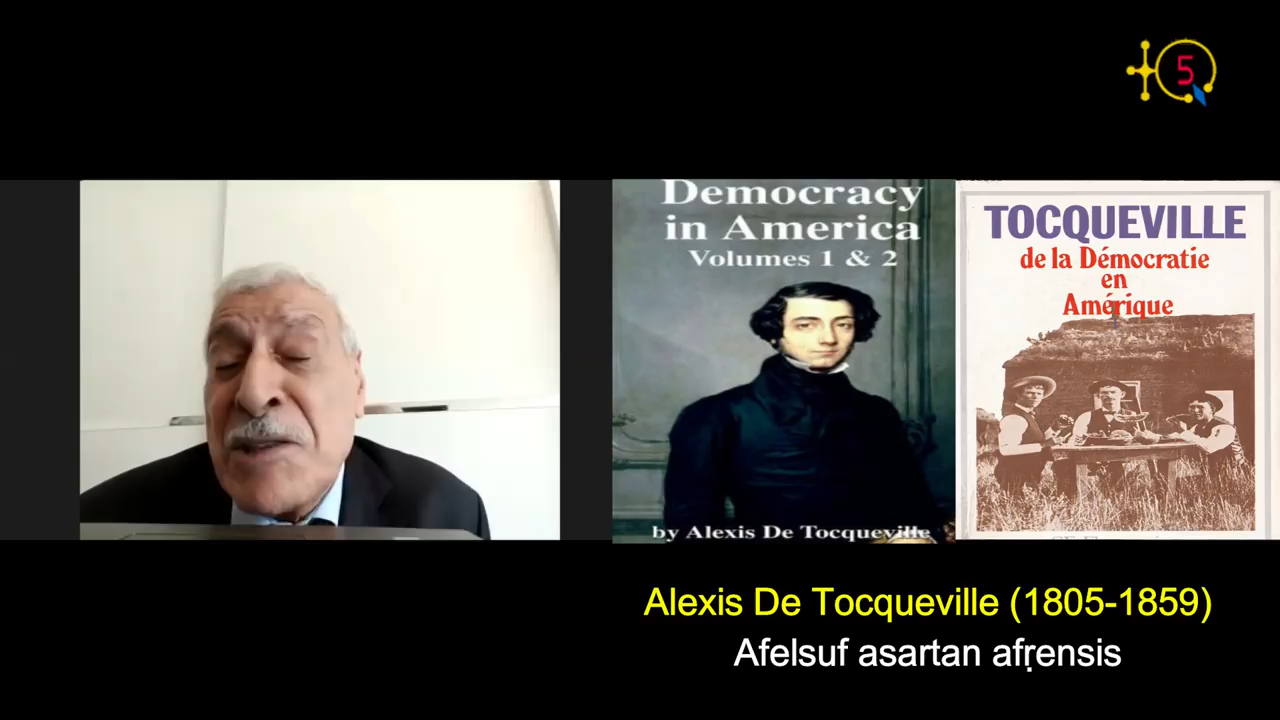 5
Democracy
in America
Volumes 1 & 2
by Alexis De Tocqueville
TOCQUEVILLE
de la Démocratie
en
Amérique
Alexis De Tocqueville (1805-1859)
Afelsuf asartan afṛensis